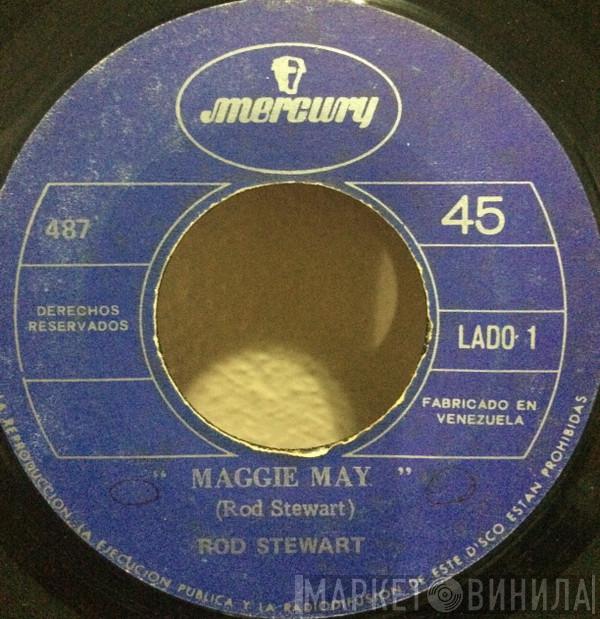 mercury
487
45
DERECHOS
RESERVADOS
LADO 1
FABRICADO EN
VENEZUELA
" MAGGIE MAY "
(Rod Stewart)
ROD STEWART
LA REPRODUCCION, LA EJECUCION PUBLICA Y LA RADIODIFUSION DE ESTE DISCO ESTAN PROHIBIDAS
МАРКЕТ ВИНИЛА